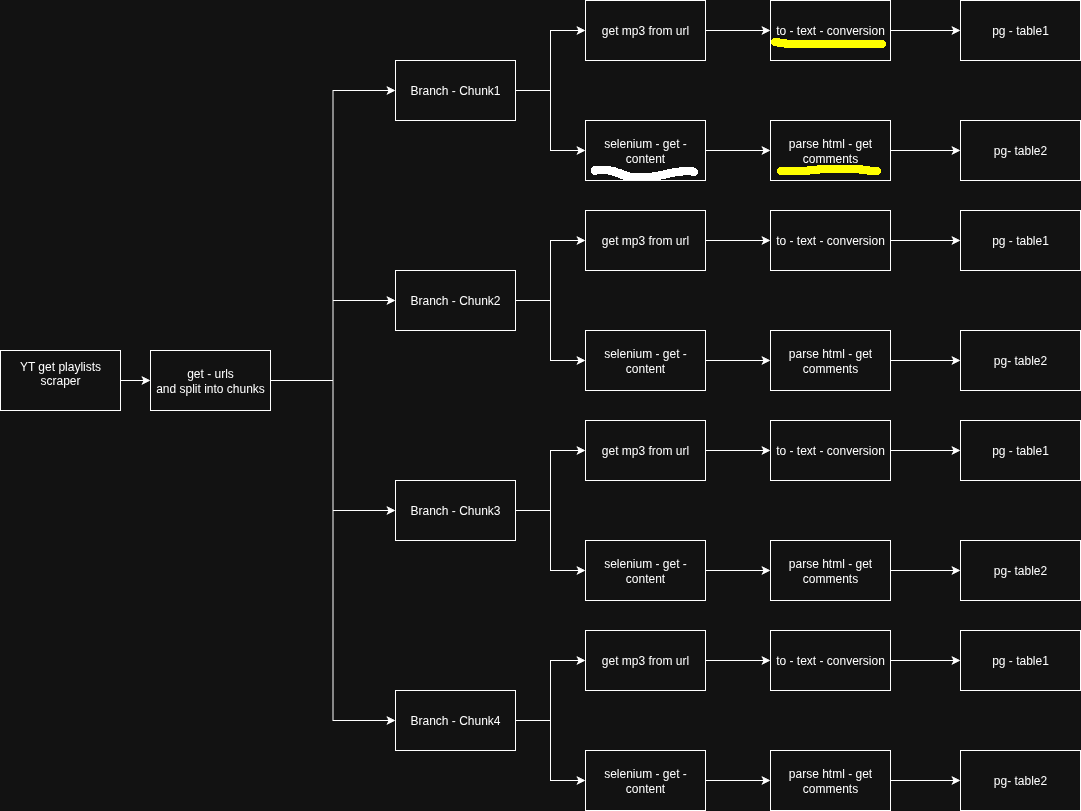 get mp3 from url
to - text - conversion
pg - table1
Branch - Chunk1
selenium - get -
content
parse html - get
comments
pg- table2
get mp3 from url
to - text - conversion
pg - table1
Branch - Chunk2
selenium - get -
content
parse html - get
comments
pg- table2
YT get playlists
scraper
get - urls
and split into chunks
get mp3 from url
to - text - conversion
pg - table1
Branch - Chunk3
selenium - get -
content
parse html - get
comments
pg- table2
get mp3 from url
to - text - conversion
pg - table1
Branch - Chunk4
selenium - get -
content
parse html - get
comments
pg- table2